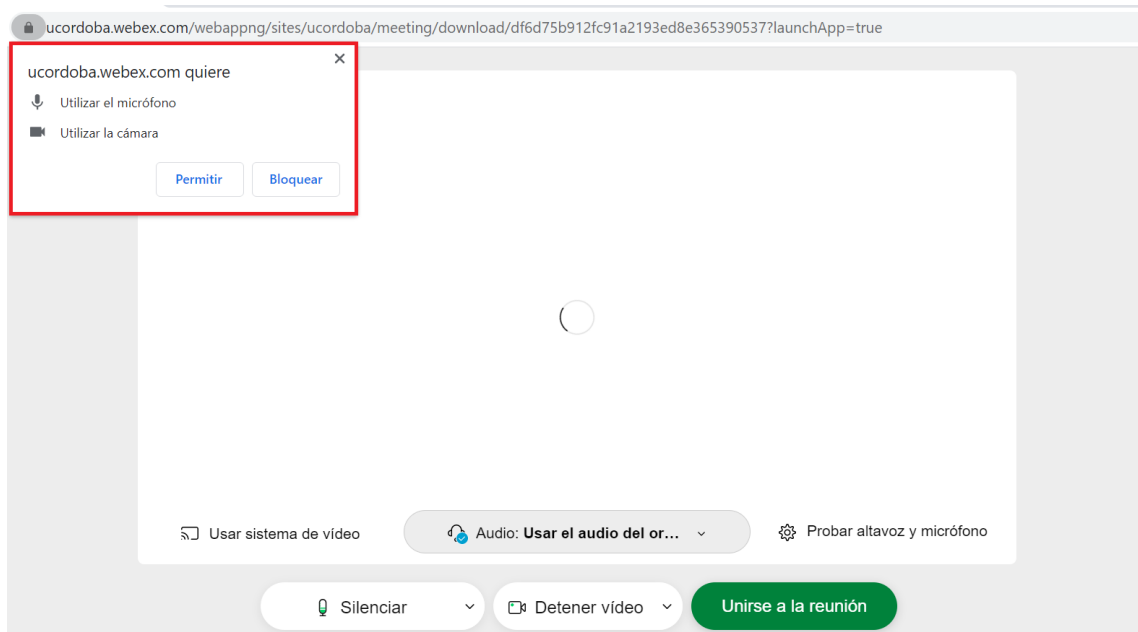 ucordoba.webex.com/webappng/sites/ucordoba/meeting/download/df6d75b912fc91a2193ed8e365390537?launchApp=true
ucordoba.webex.com quiere
Utilizar el micrófono
Utilizar la cámara
Permitir Bloquear
Usar sistema de vídeo Audio: Usar el audio del or... Probar altavoz y micrófono
Silenciar Detener vídeo Unirse a la reunión